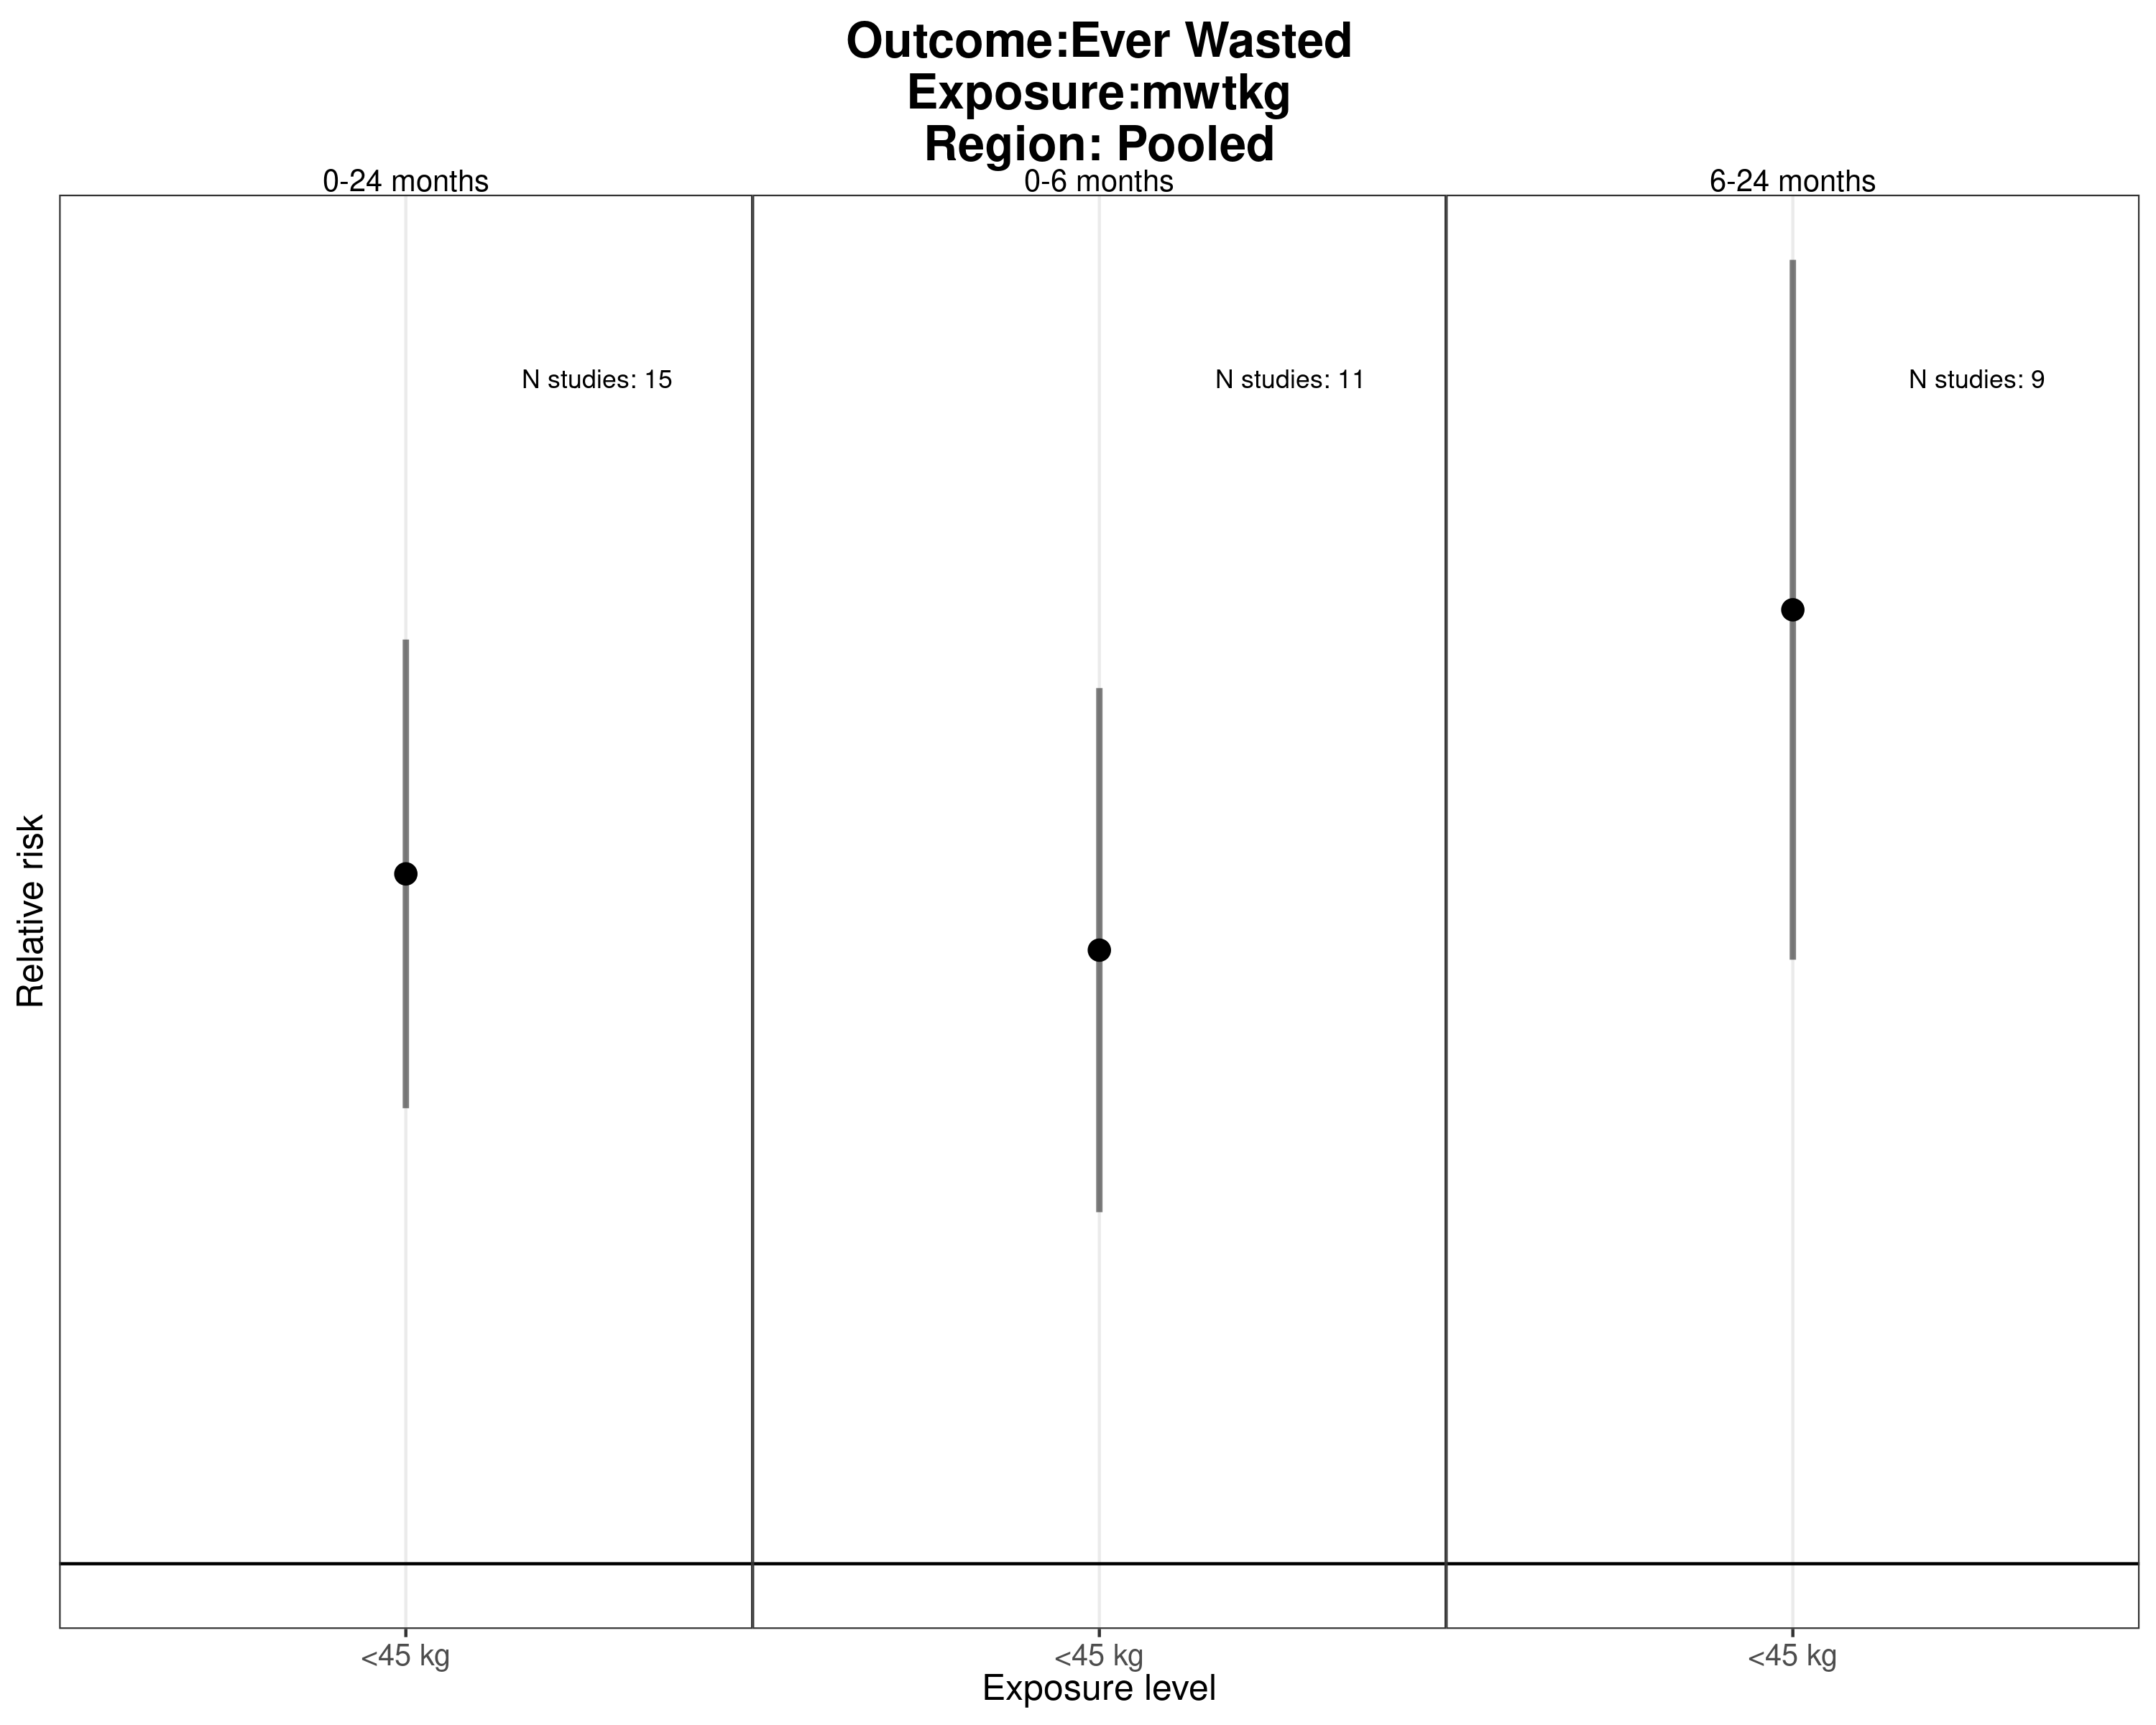 Outcome:Ever Wasted
Exposure:mwtkg
Region: Pooled
0-24 months
0-6 months
6-24 months
N studies: 15
N studies: 11
N studies: 9
Relative risk
<45 kg
<45 kg
<45 kg
Exposure level